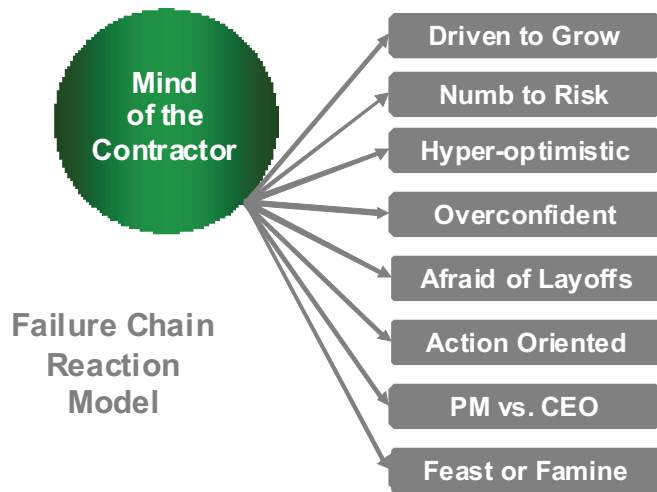 Mind
of the
Contractor
Driven to Grow
Numb to Risk
Hyper-optimistic
Overconfident
Afraid of Layoffs
Action Oriented
PM vs. CEO
Feast or Famine
Failure Chain
Reaction
Model